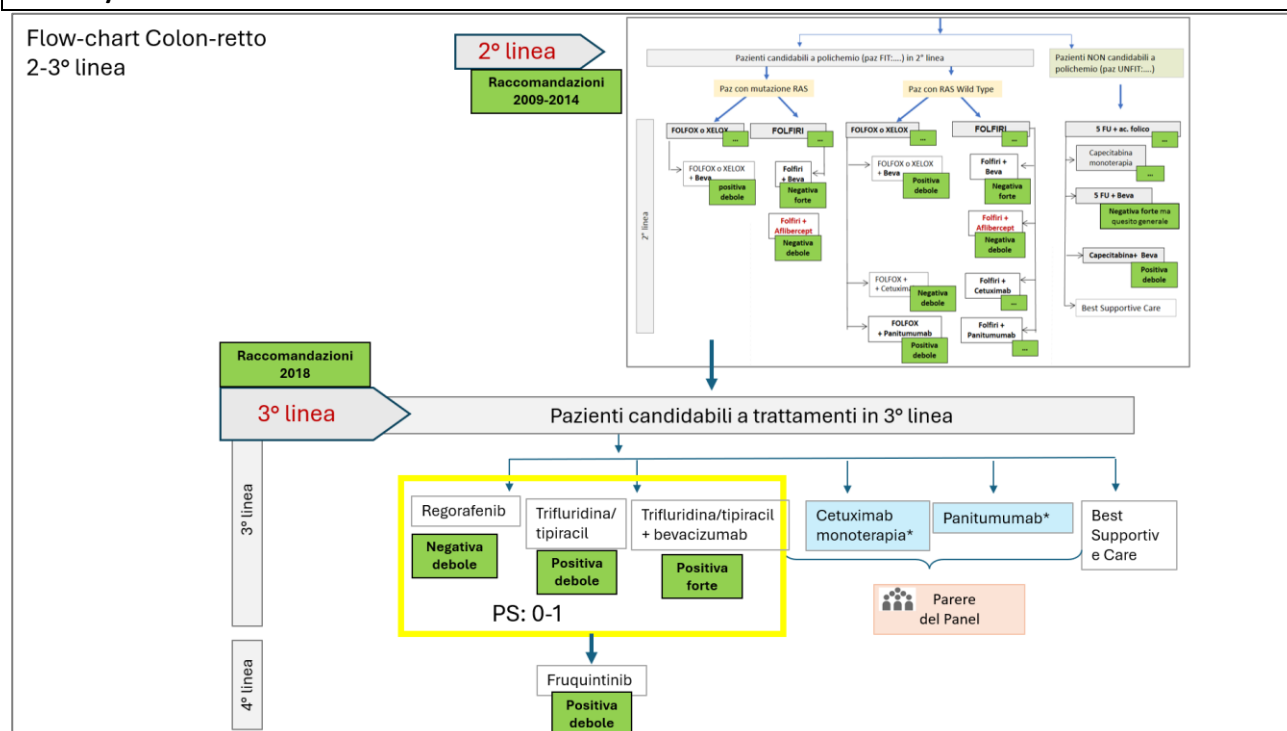 Flow-chart Colon-retto
2-3° linea
2° linea
Raccomandazioni
2009-2014
Pazienti candidabili a polichemio (paz FIT:....) in 2° linea
Pazienti NON candidabili a
polichemio (paz UNFIT:....)
Paz con mutazione RAS
Paz con RAS Wild Type
2° linea
FOLFOX o XELOX
...
FOLFOX o XELOX
+ Beva
positiva
debole
FOLFIRI
...
Folfiri
+ Beva
Negativa
forte
Folfiri +
Aflibercept
Negativa
debole
FOLFOX o XELOX
...
FOLFOX o XELOX
+ Beva
Positiva
debole
FOLFOX +
+ Cetuxima
Negativa
debole
FOLFOX
+ Panitumumab
Positiva
debole
FOLFIRI
...
Folfiri +
Beva
Negativa
forte
Folfiri +
Aflibercept
Negativa
debole
Folfiri +
Cetuximab
...
Folfiri +
Panitumumab
...
5 FU + ac. folico
...
Capecitabina
monoterapia
...
5 FU + Beva
Negativa forte ma
quesito generale
Capecitabina+ Beva
Positiva
debole
Best Supportive Care
Raccomandazioni
2018
3° linea
Pazienti candidabili a trattamenti in 3° linea
3° linea
Regorafenib
Negativa
debole
Trifluridina/
tipiracil
Positiva
debole
Trifluridina/tipiracil
+ bevacizumab
Positiva
forte
PS: 0-1
Cetuximab
monoterapia*
Panitumumab*
Best
Supportiv
e Care
Parere
del Panel
4° linea
Fruquintinib
Positiva
debole